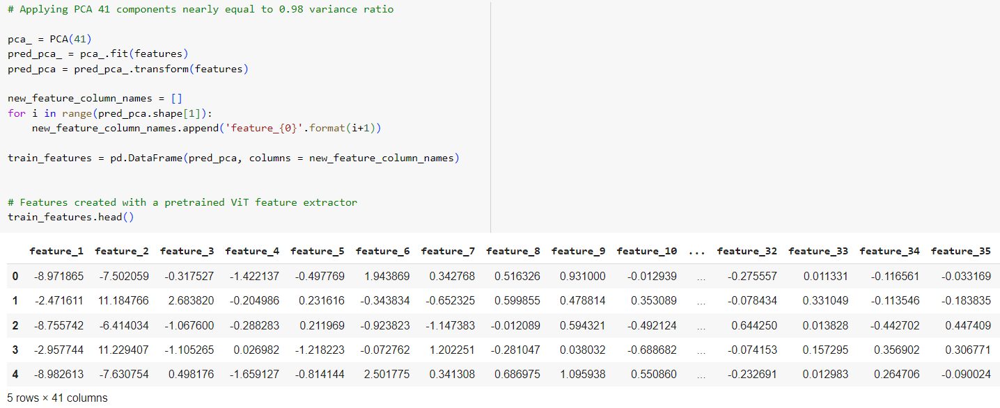 # Applying PCA 41 components nearly equal to 0.98 variance ratio
pca_ = PCA(41)
pred_pca_ = pca_.fit(features)
pred_pca = pred_pca_.transform(features)
new_feature_column_names = []
for i in range(pred_pca.shape[1]):
    new_feature_column_names.append('feature_{0}'.format(i+1))
train_features = pd.DataFrame(pred_pca, columns = new_feature_column_names)
# Features created with a pretrained ViT feature extractor
train_features.head()
feature_1 feature_2 feature_3 feature_4 feature_5 feature_6 feature_7 feature_8 feature_9 feature_10 ... feature_32 feature_33 feature_34 feature_35
0 -8.971865 -7.502059 -0.317527 -1.422137 -0.497769 1.943869 0.342768 0.516326 0.931000 -0.012939 ... -0.275557 0.011331 -0.116561 -0.033169
1 -2.471611 11.184766 2.683820 -0.204986 0.231616 -0.343834 -0.652325 0.599855 0.478814 0.353089 ... -0.078434 0.331049 -0.113546 -0.183835
2 -8.755742 -6.414034 -1.067600 -0.288283 0.211969 -0.923823 -1.147383 -0.012089 0.594321 -0.492124 ... 0.644250 0.013828 -0.442702 0.447409
3 -2.957744 11.229407 -1.105265 0.026982 -1.218223 -0.072762 1.202251 -0.281047 0.038032 -0.688682 ... -0.074153 0.157295 0.356902 0.306771
4 -8.982613 -7.630754 0.498176 -1.659127 -0.814144 2.501775 0.341308 0.686975 1.095938 0.550860 ... -0.232691 0.012983 0.264706 -0.090024
5 rows × 41 columns